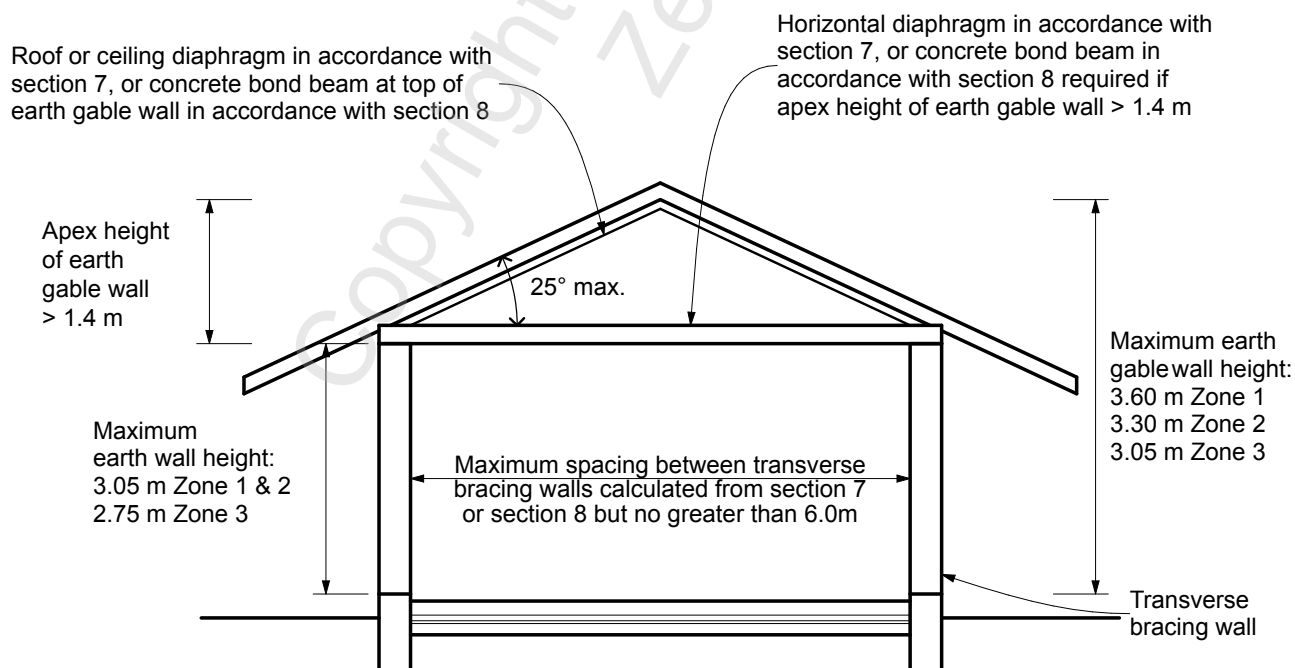 Copyright
Ze
Roof or ceiling diaphragm in accordance with
section 7, or concrete bond beam at top of
earth gable wall in accordance with section 8
Horizontal diaphragm in accordance with
section 7, or concrete bond beam in
accordance with section 8 required if
apex height of earth gable wall > 1.4 m
Apex height
of earth
gable wall
> 1.4 m
25° max.
Maximum earth
gable wall height:
3.60 m Zone 1
3.30 m Zone 2
3.05 m Zone 3
Maximum
earth wall height:
3.05 m Zone 1 & 2
2.75 m Zone 3
Maximum spacing between transverse
bracing walls calculated from section 7
or section 8 but no greater than 6.0m
Transverse
bracing wall